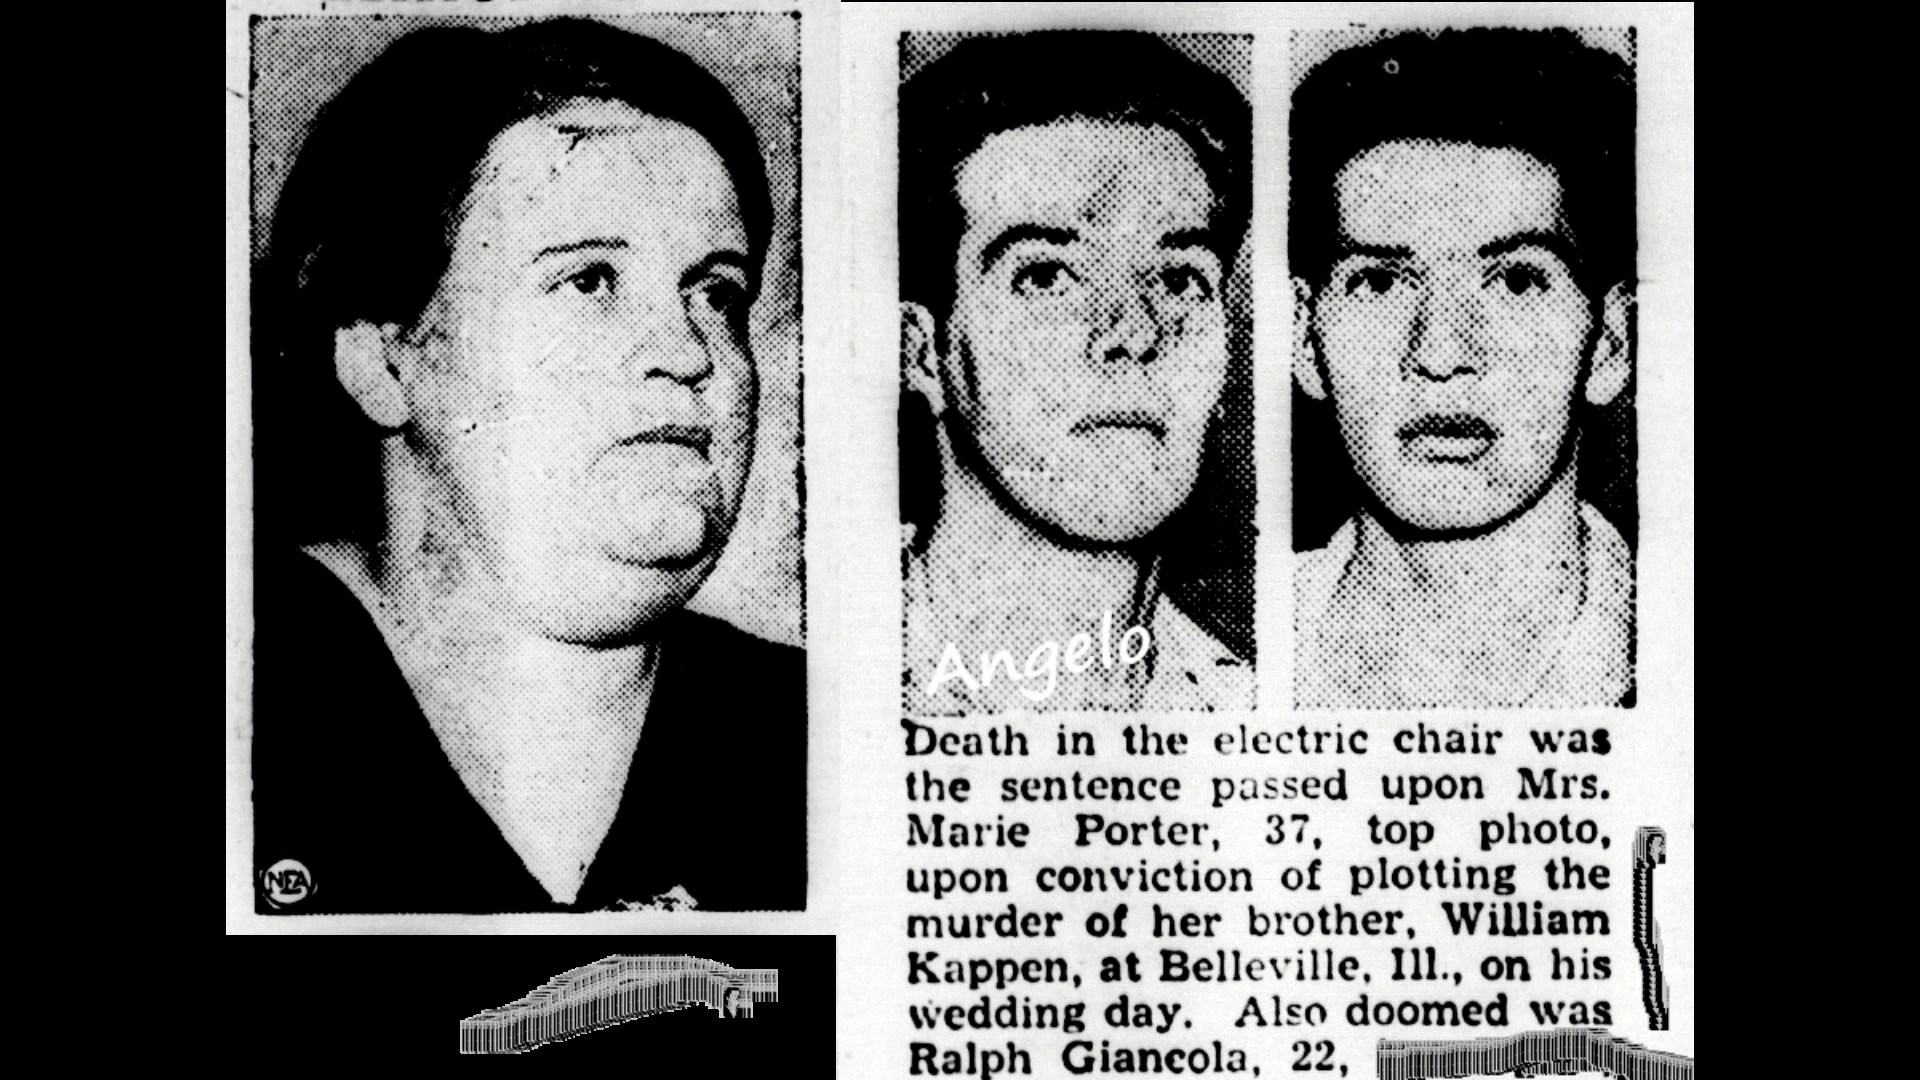 NEA
Angelo
Death in the electric chair was
the sentence passed upon Mrs.
Marie Porter, 37, top photo,
upon conviction of plotting the
murder of her brother, William
Kappen, at Belleville, Ill., on his
wedding day. Also doomed was
Ralph Giancola, 22,